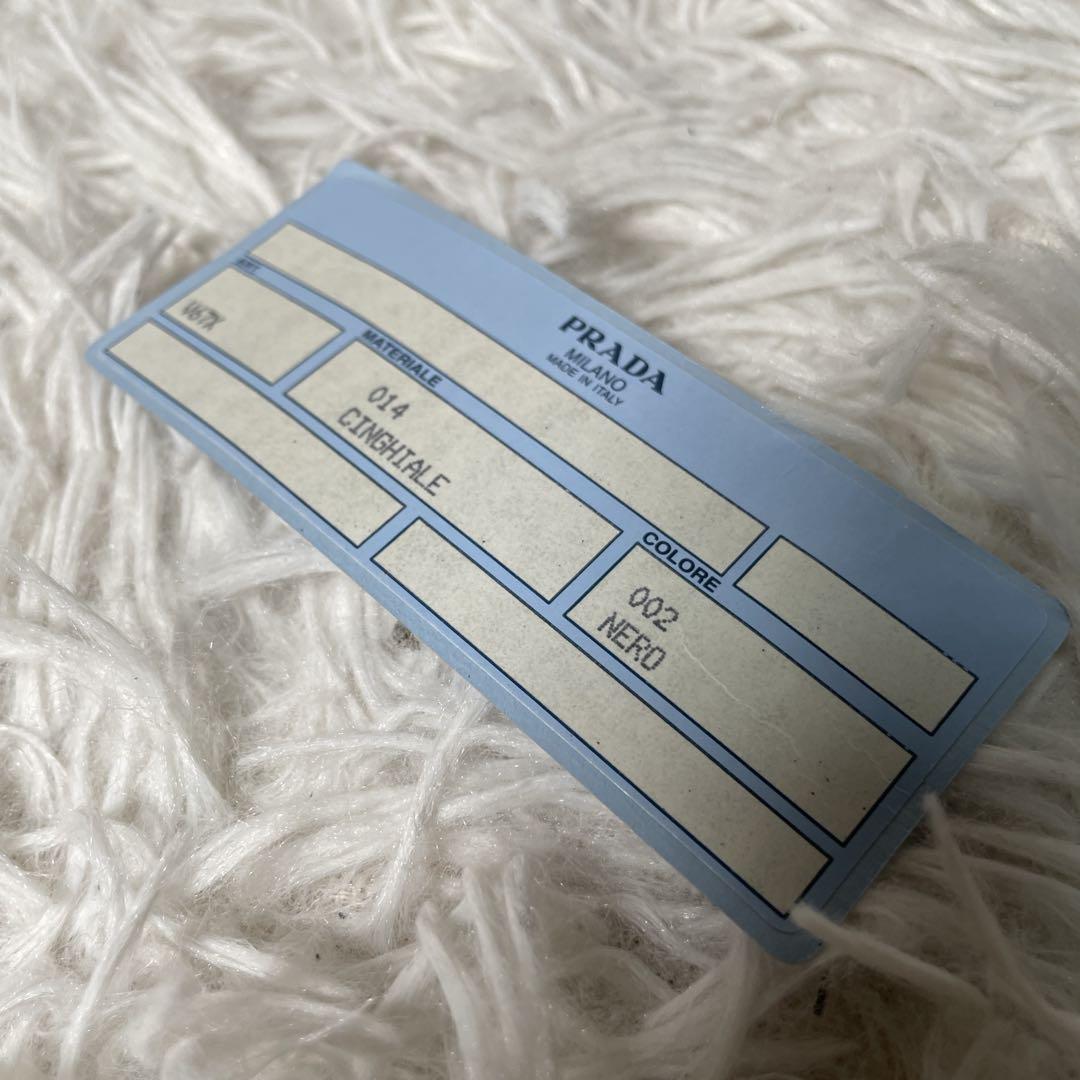 PRADA
MILANO
MADE IN ITALY
ART.
V67X
MATERIALE
014
CINGHIALE
COLORE
002
NERO